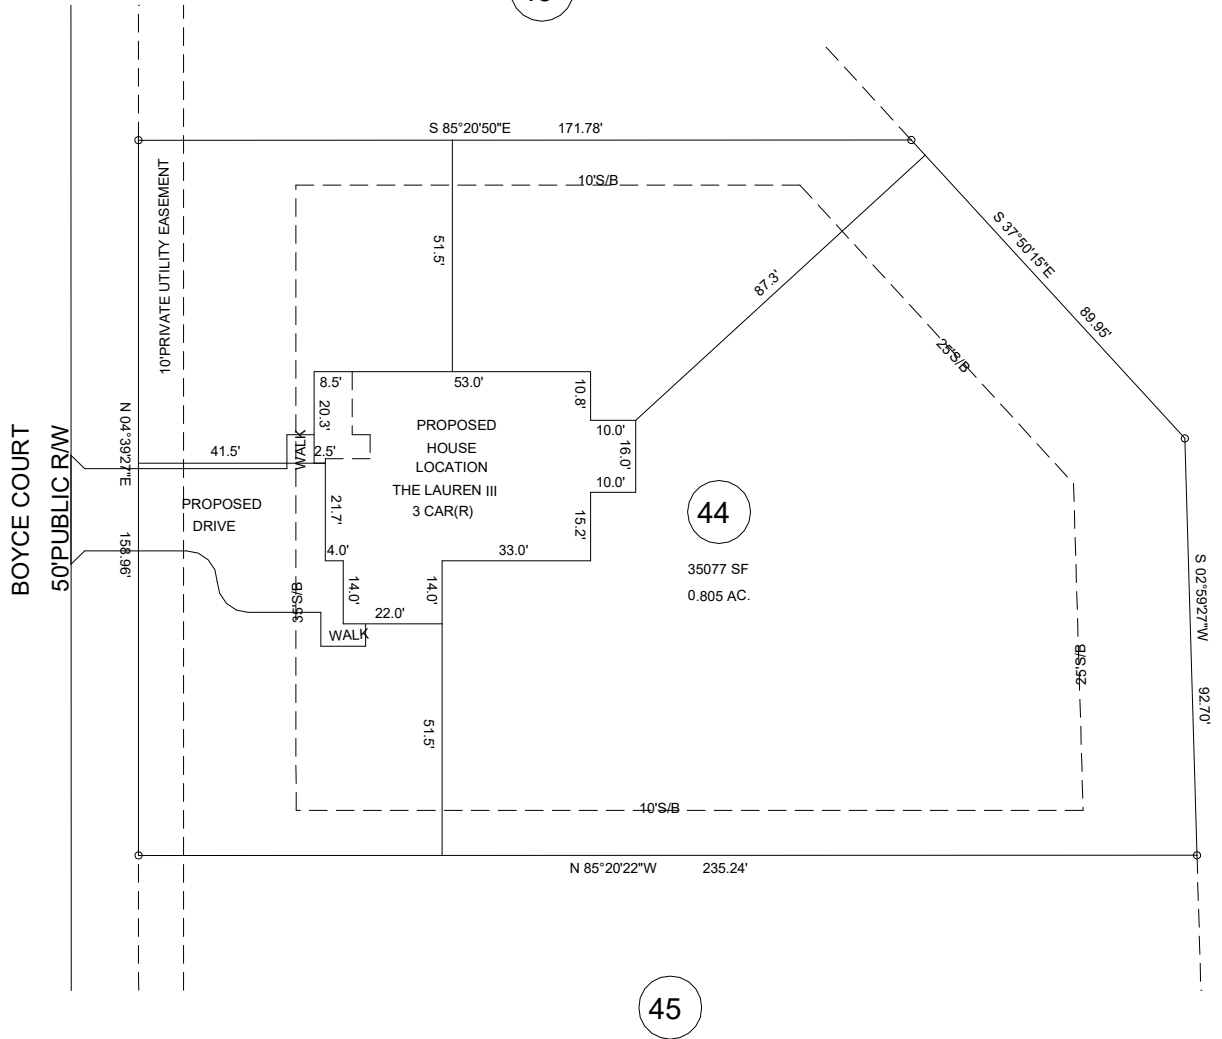 S 85°20'50"E 171.78'
10'PRIVATE UTILITY EASEMENT
10'S/B
S 37°50'15"E
89.95'
51.5'
87.3'
25'S/B
8.5'
53.0'
10.8'
20.3'
PROPOSED
HOUSE
LOCATION
THE LAUREN III
3 CAR(R)
10.0'
16.0'
10.0'
N 04°39'27"E
158.96'
BOYCE COURT
50'PUBLIC R/W
WALK
2.5'
41.5'
PROPOSED
DRIVE
21.7'
15.2'
44
35077 SF
0.805 AC.
4.0'
33.0'
14.0'
14.0'
22.0'
35'S/B
WALK
S 02°59'27"W
92.70'
25'S/B
51.5'
10'S/B
N 85°20'22"W 235.24'
45